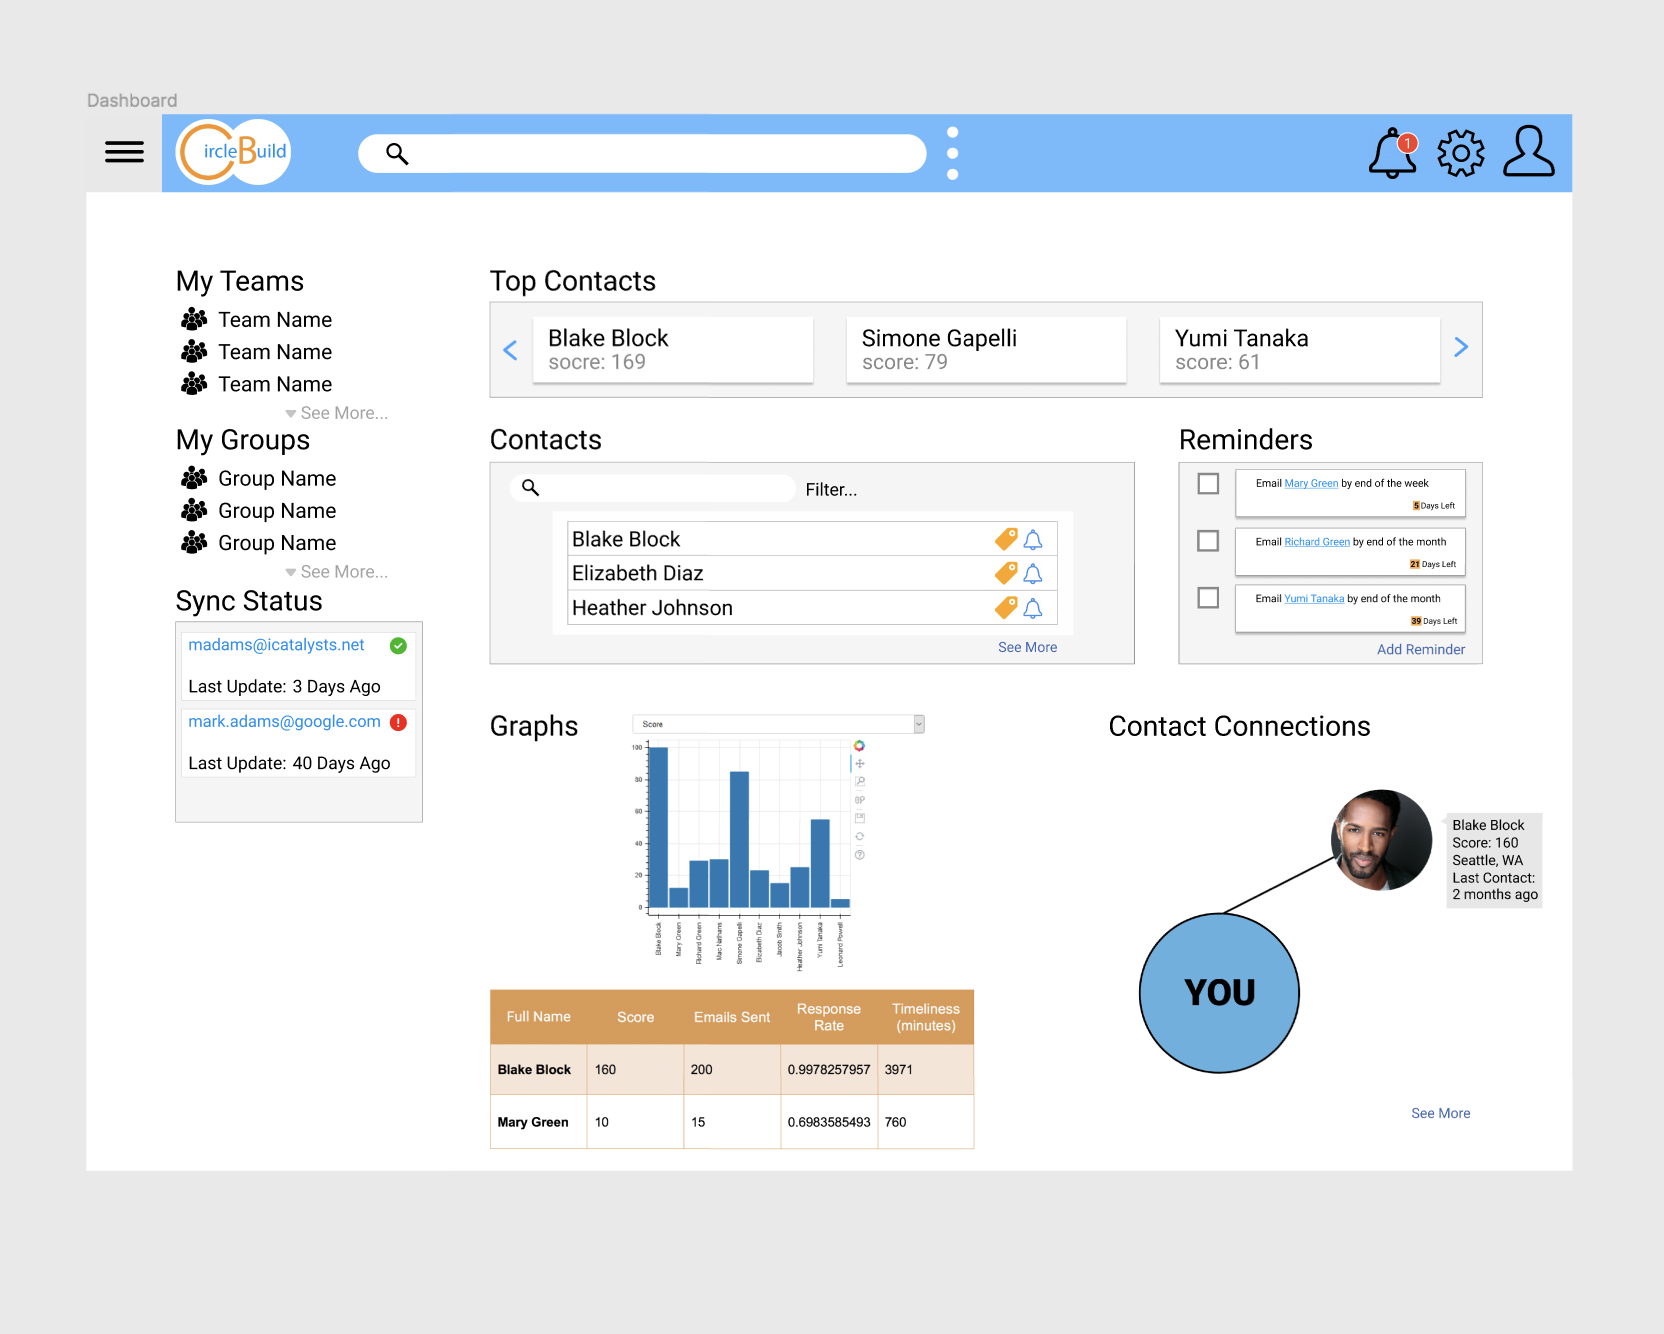 Dashboard
CircleBuild
1
My Teams
Team Name
Team Name
Team Name
See More...
My Groups
Group Name
Group Name
Group Name
See More...
Sync Status
madams@icatalysts.net
Last Update: 3 Days Ago
mark.adams@google.com
!
Last Update: 40 Days Ago
Top Contacts
<
Blake Block
socre: 169
Simone Gapelli
score: 79
Yumi Tanaka
score: 61
>
Contacts
Filter...
Blake Block
Elizabeth Diaz
Heather Johnson
See More
Reminders
Email Mary Green by end of the week
5 Days Left
Email Richard Green by end of the month
21 Days Left
Email Yumi Tanaka by end of the month
39 Days Left
Add Reminder
Graphs
Score
100
80
60
40
20
0
Blake Block
Mary Green
Richard Green
Mac Nathans
Simone Gapelli
Elizabeth Diaz
Jacob Smith
Heather Johnson
Yumi Tanaka
Leonard Powell
?
Full Name Score Emails Sent Response Rate Timeliness (minutes)
Blake Block 160 200 0.9978257957 3971
Mary Green 10 15 0.6983585493 760
Contact Connections
Blake Block
Score: 160
Seattle, WA
Last Contact:
2 months ago
YOU
See More